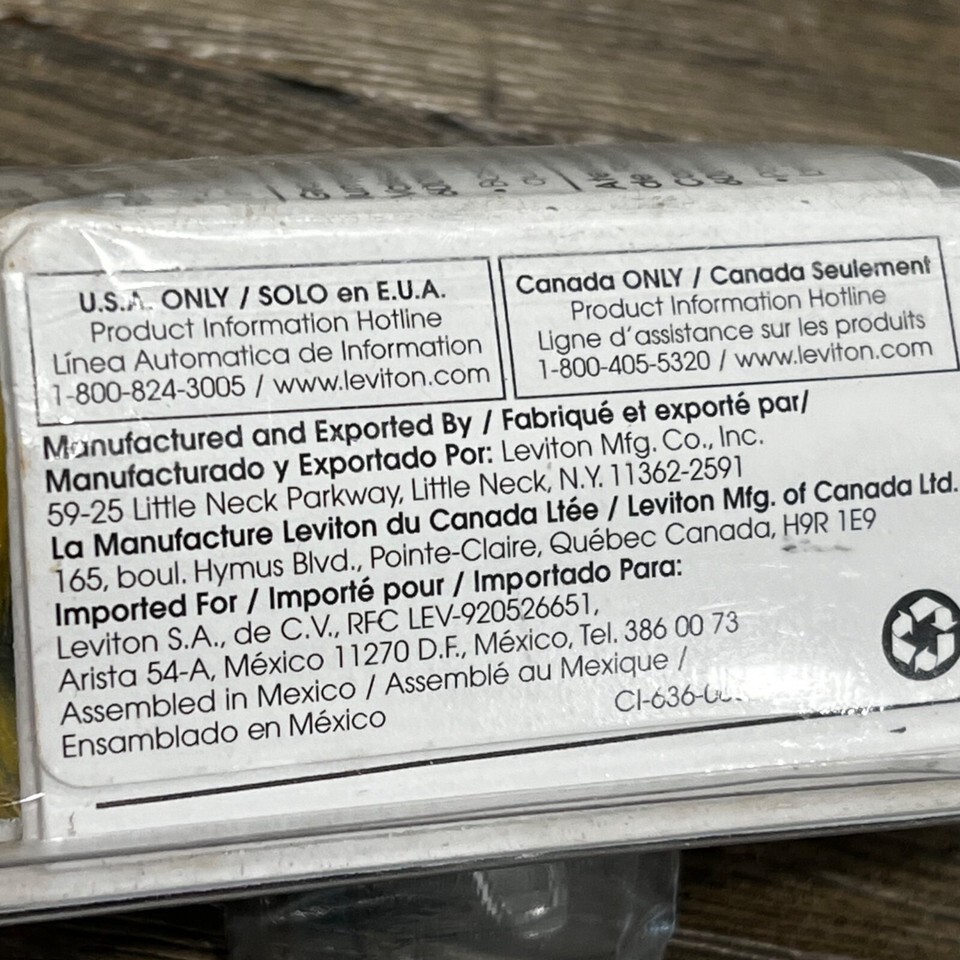 U.S.A. ONLY / SOLO en E.U.A.
Product Information Hotline
Línea Automatica de Information
1-800-824-3005 / www.leviton.com
Canada ONLY / Canada Seulement
Product Information Hotline
Ligne d'assistance sur les produits
1-800-405-5320 / www.leviton.com
Manufactured and Exported By / Fabriqué et exporté par/
Manufacturado y Exportado Por: Leviton Mfg. Co., Inc.
59-25 Little Neck Parkway, Little Neck, N.Y. 11362-2591
La Manufacture Leviton du Canada Ltée / Leviton Mfg. of Canada Ltd.
165, boul. Hymus Blvd., Pointe-Claire, Québec Canada, H9R 1E9
Imported For / Importé pour / Importado Para:
Leviton S.A., de C.V., RFC LEV-920526651,
Arista 54-A, México 11270 D.F., México, Tel. 386 00 73
Assembled in Mexico / Assemblé au Mexique /
Ensamblado en México